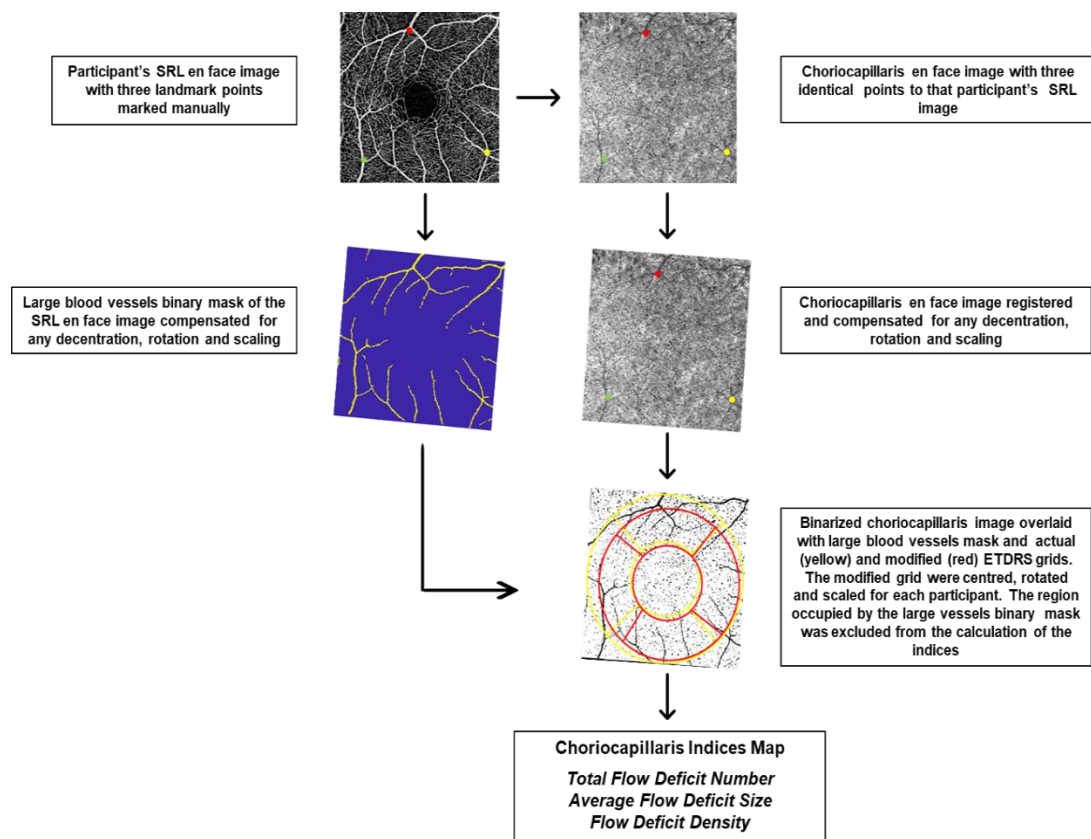 Participant’s SRL en face image
with three landmark points
marked manually
Choriocapillaris en face image with three
identical points to that participant’s SRL
image
Large blood vessels binary mask of the
SRL en face image compensated for
any decentration, rotation and scaling
Choriocapillaris en face image registered
and compensated for any decentration,
rotation and scaling
Binarized choriocapillaris image overlaid
with large blood vessels mask and actual
(yellow) and modified (red) ETDRS grids.
The modified grid were centred, rotated
and scaled for each participant. The region
occupied by the large vessels binary mask
was excluded from the calculation of the
indices
Choriocapillaris Indices Map
Total Flow Deficit Number
Average Flow Deficit Size
Flow Deficit Density